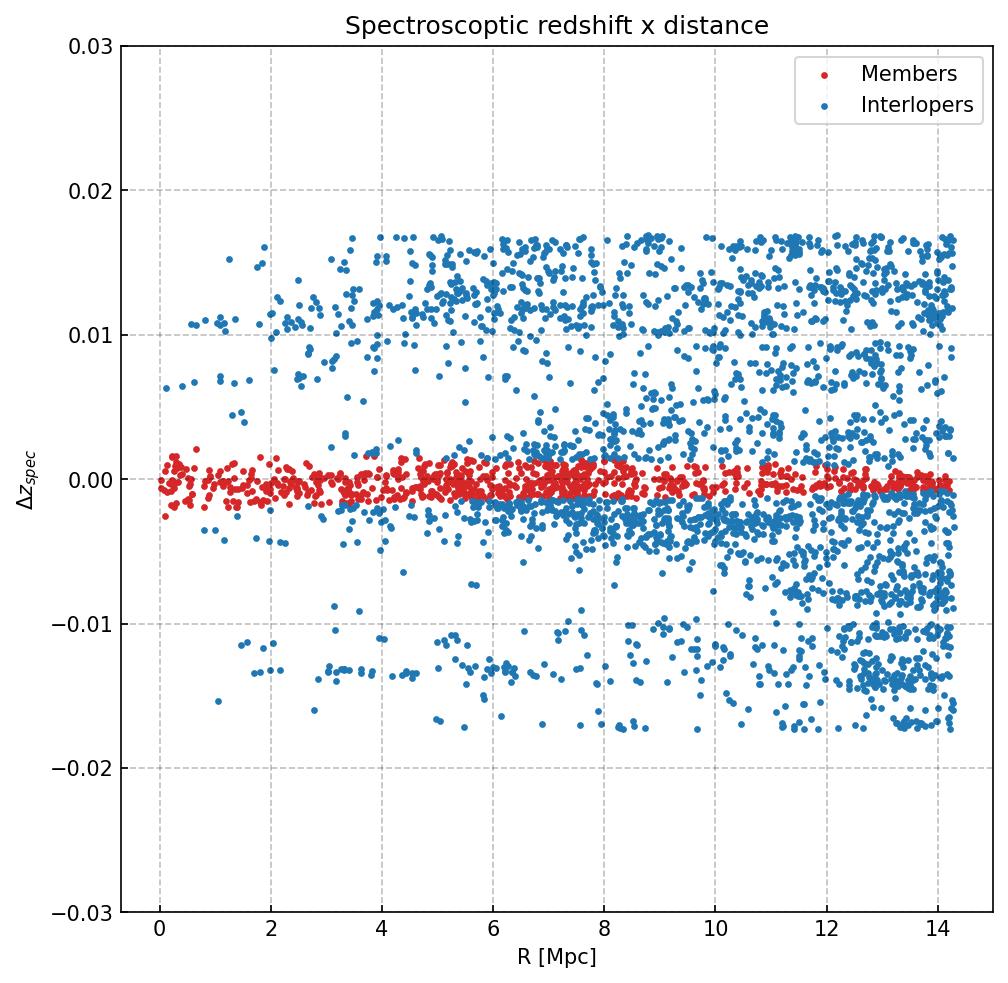 Spectroscoptic redshift x distance
Members
Interlopers
0.03
0.02
0.01
0.00
−0.01
−0.02
−0.03
Δz_spec
0 2 4 6 8 10 12 14
R [Mpc]